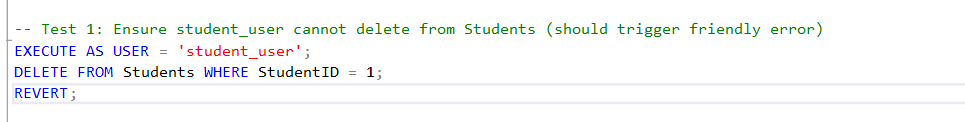 -- Test 1: Ensure student_user cannot delete from Students (should trigger friendly error)
EXECUTE AS USER = 'student_user';
DELETE FROM Students WHERE StudentID = 1;
REVERT;